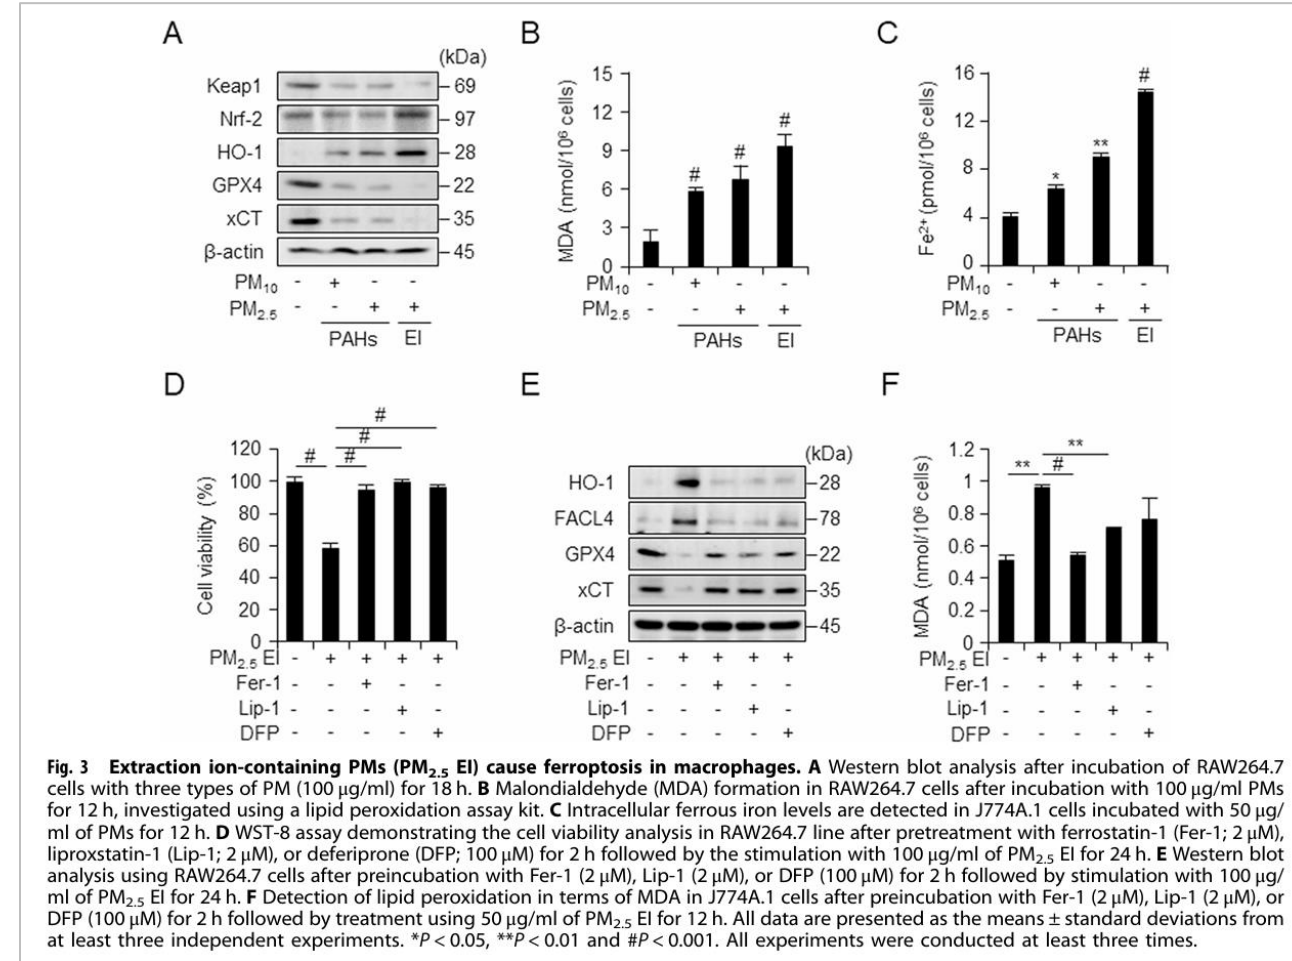 A
(kDa)
Keap1
69
Nrf-2
97
HO-1
28
GPX4
22
xCT
35
β-actin
45
PM10 - + - -
PM2.5 - - + +
PAHs EI
B
MDA (nmol/10⁶ cells)
15
12
9
6
3
0
# # #
PM10 - + - -
PM2.5 - - + +
PAHs EI
C
Fe²⁺ (pmol/10⁶ cells)
16
12
8
4
0
* ** #
PM10 - + - -
PM2.5 - - + +
PAHs EI
D
Cell viability (%)
120
100
80
60
40
20
0
#
#
# #
PM2.5 EI - + + + +
Fer-1 - - + - -
Lip-1 - - - + -
DFP - - - - +
E
(kDa)
HO-1
28
FACL4
78
GPX4
22
xCT
35
β-actin
45
PM2.5 EI - + + + +
Fer-1 - - + - -
Lip-1 - - - + -
DFP - - - - +
F
MDA (nmol/10⁶ cells)
1.2
1
0.8
0.6
0.4
0.2
0
**
** #
PM2.5 EI - + + + +
Fer-1 - - + - -
Lip-1 - - - + -
DFP - - - - +
Fig. 3 Extraction ion-containing PMs (PM2.5 EI) cause ferroptosis in macrophages. A Western blot analysis after incubation of RAW264.7
cells with three types of PM (100 μg/ml) for 18 h. B Malondialdehyde (MDA) formation in RAW264.7 cells after incubation with 100 μg/ml PMs
for 12 h, investigated using a lipid peroxidation assay kit. C Intracellular ferrous iron levels are detected in J774A.1 cells incubated with 50 μg/
ml of PMs for 12 h. D WST-8 assay demonstrating the cell viability analysis in RAW264.7 line after pretreatment with ferrostatin-1 (Fer-1; 2 μM),
liproxstatin-1 (Lip-1; 2 μM), or deferiprone (DFP; 100 μM) for 2 h followed by the stimulation with 100 μg/ml of PM2.5 EI for 24 h. E Western blot
analysis using RAW264.7 cells after preincubation with Fer-1 (2 μM), Lip-1 (2 μM), or DFP (100 μM) for 2 h followed by stimulation with 100 μg/
ml of PM2.5 EI for 24 h. F Detection of lipid peroxidation in terms of MDA in J774A.1 cells after preincubation with Fer-1 (2 μM), Lip-1 (2 μM), or
DFP (100 μM) for 2 h followed by treatment using 50 μg/ml of PM2.5 EI for 12 h. All data are presented as the means ± standard deviations from
at least three independent experiments. *P < 0.05, **P < 0.01 and #P < 0.001. All experiments were conducted at least three times.